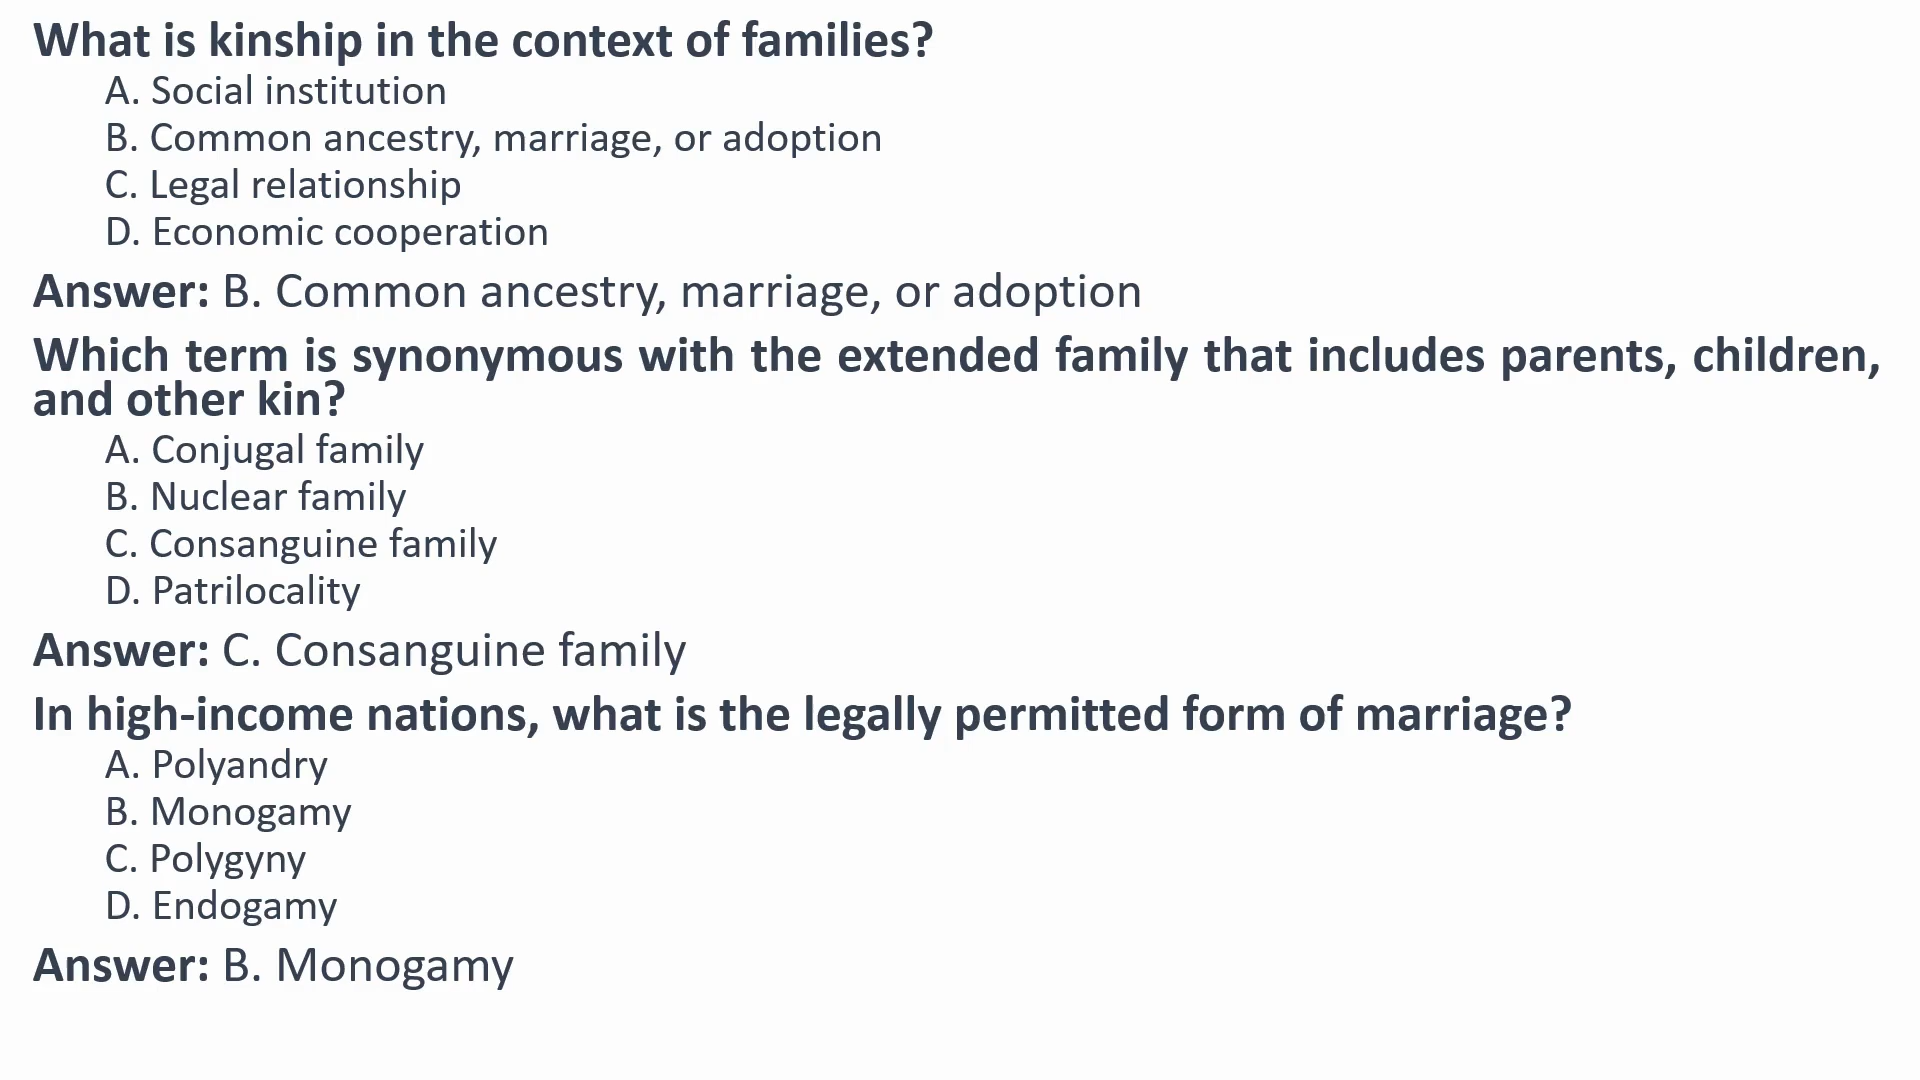 What is kinship in the context of families?
A. Social institution
B. Common ancestry, marriage, or adoption
C. Legal relationship
D. Economic cooperation
Answer: B. Common ancestry, marriage, or adoption
Which term is synonymous with the extended family that includes parents, children,
and other kin?
A. Conjugal family
B. Nuclear family
C. Consanguine family
D. Patrilocality
Answer: C. Consanguine family
In high-income nations, what is the legally permitted form of marriage?
A. Polyandry
B. Monogamy
C. Polygyny
D. Endogamy
Answer: B. Monogamy